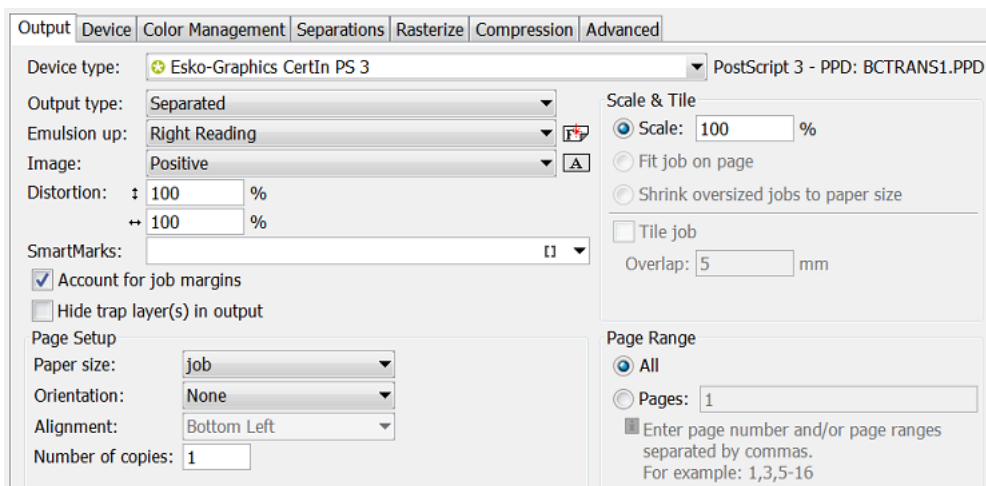 Output Device Color Management Separations Rasterize Compression Advanced
Device type: Esko-Graphics CertIn PS 3 PostScript 3 - PPD: BCTRANS1.PPD
Output type: Separated
Emulsion up: Right Reading
Image: Positive A
Distortion: 100 %
100 %
SmartMarks: []
Account for job margins
Hide trap layer(s) in output
Scale & Tile
Scale: 100 %
Fit job on page
Shrink oversized jobs to paper size
Tile job
Overlap: 5 mm
Page Setup
Paper size: job
Orientation: None
Alignment: Bottom Left
Number of copies: 1
Page Range
All
Pages: 1
Enter page number and/or page ranges
separated by commas.
For example: 1,3,5-16